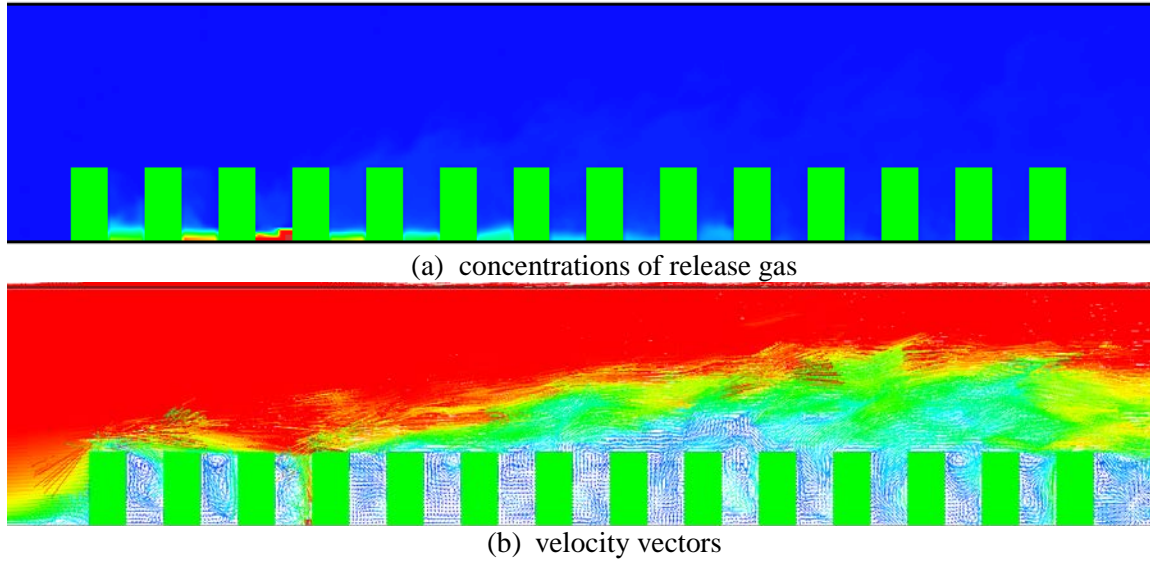 (a) concentrations of release gas
(b) velocity vectors